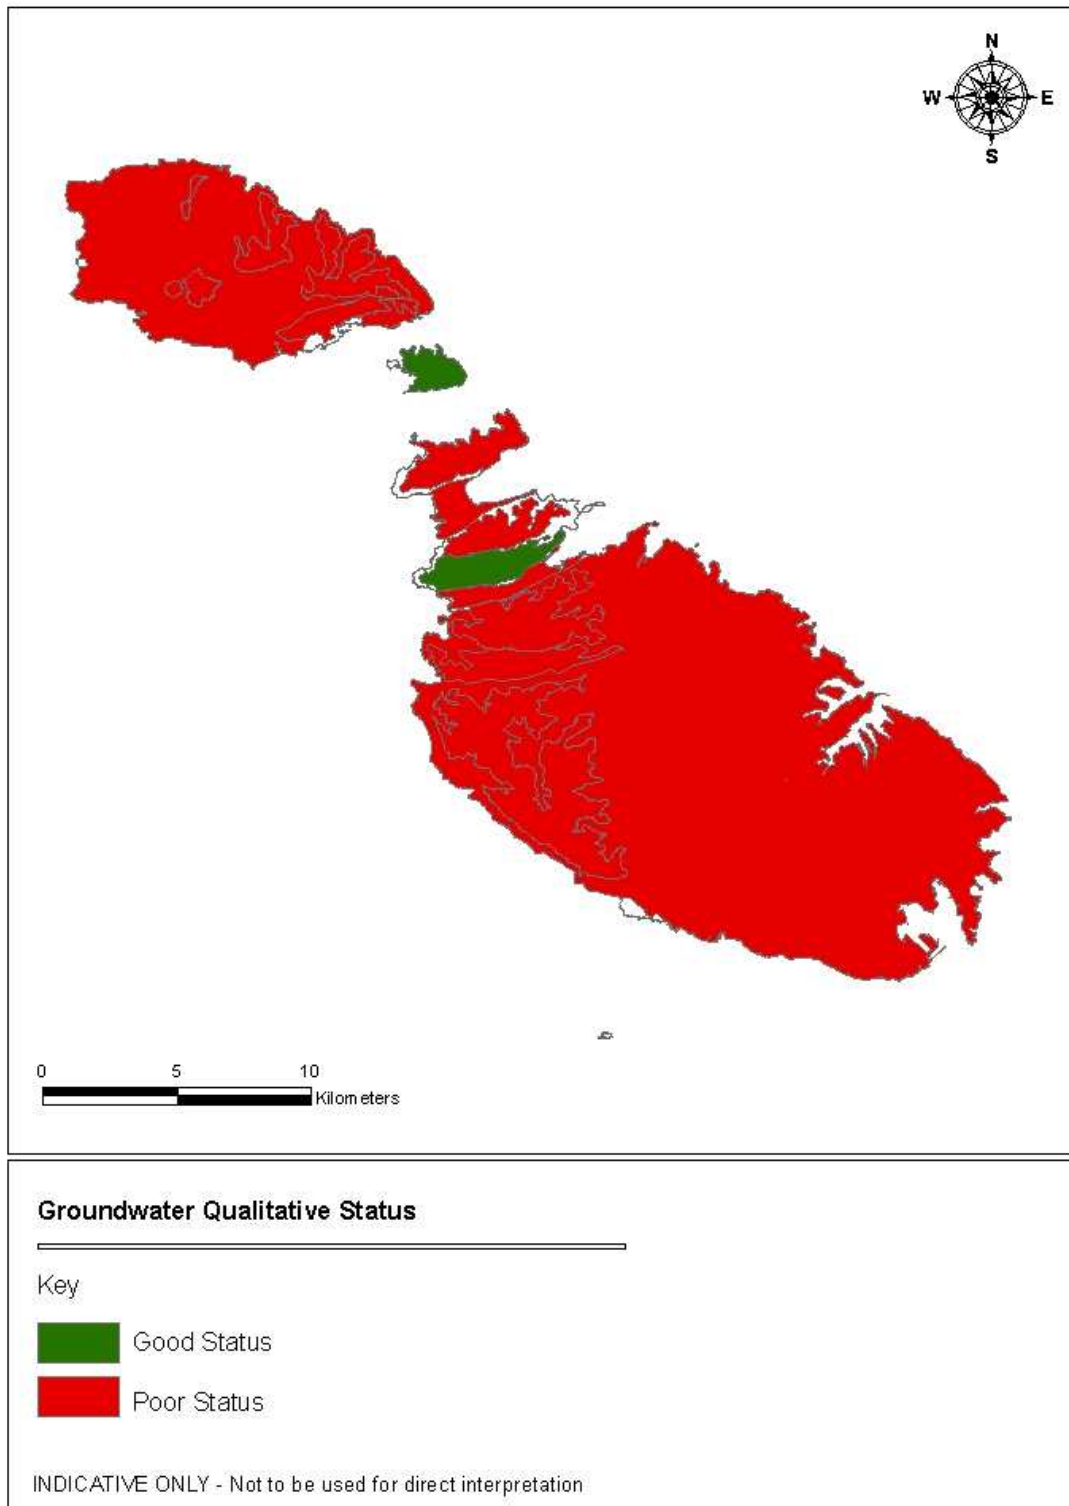 N
W E
S
0 5 10
Kilometers
Groundwater Qualitative Status
Key
Good Status
Poor Status
INDICATIVE ONLY - Not to be used for direct interpretation